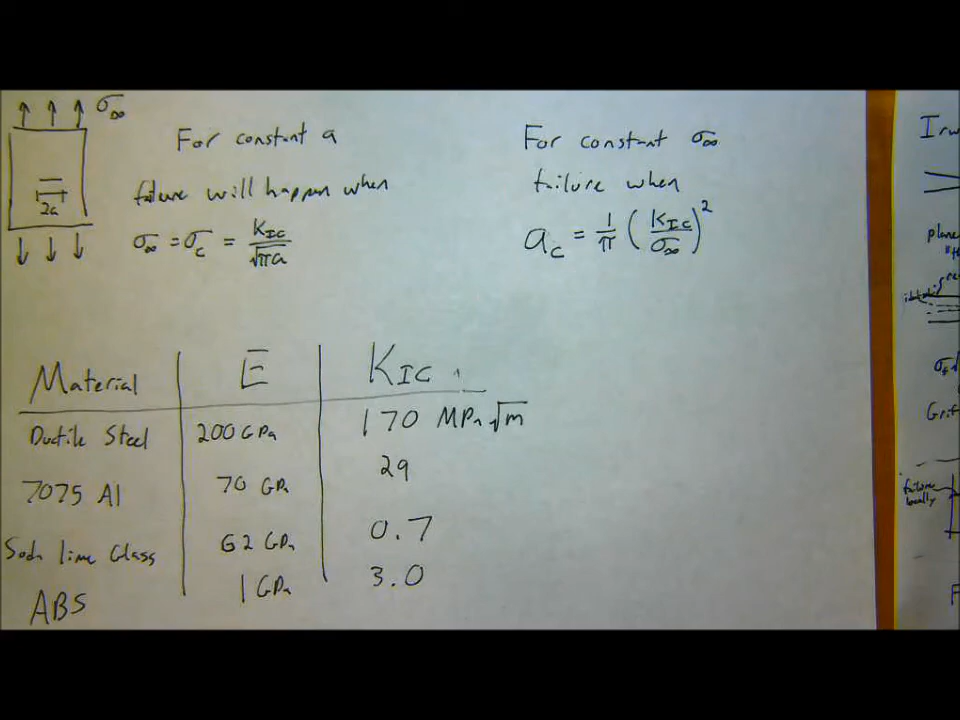 σ∞
2a
For constant a
failure will happen when
σ∞ = σc = KIC / √πa
For constant σ∞
failure when
ac = 1/π (KIC / σ∞)²
Material E KIC
Ductile Steel 200 GPa 170 MPa√m
7075 Al 70 GPa 29
Soda lime Glass 62 GPa 0.7
ABS 1 GPa 3.0
failure
locally